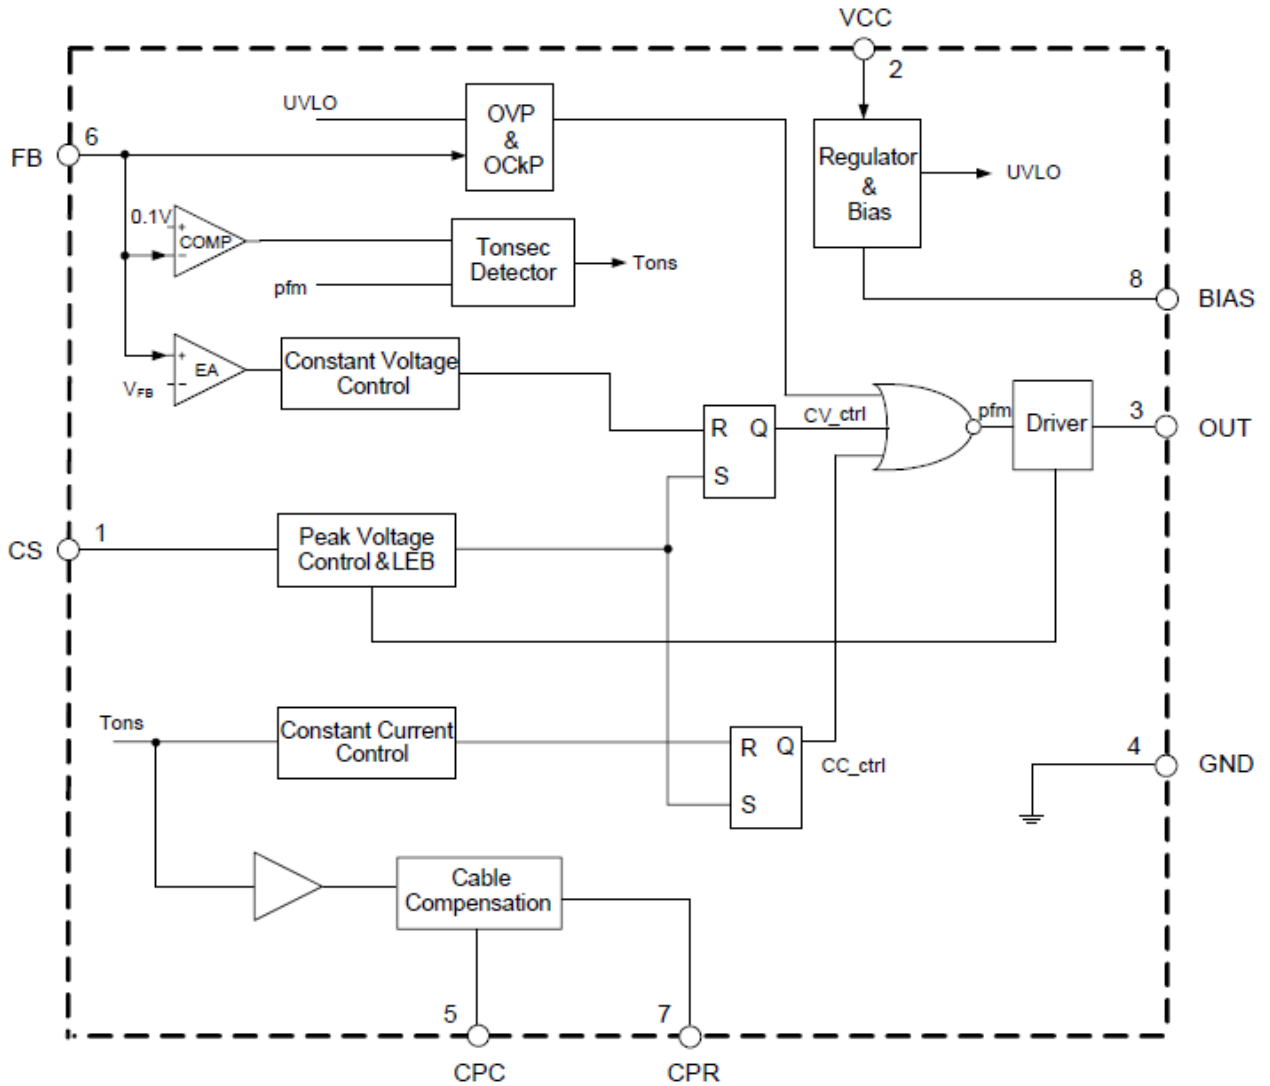 VCC
2
UVLO
OVP
&
OCkP
6
FB
Regulator
&
Bias
UVLO
0.1V
+
COMP
-
Tonsec
Detector
Tons
pfm
8
BIAS
Constant Voltage
Control
+
EA
-
VFB
R Q
S
CV_ctrl
pfm
Driver
3
OUT
1
CS
Peak Voltage
Control & LEB
Tons
Constant Current
Control
R Q
S
CC_ctrl
4
GND
Cable
Compensation
5
7
CPC
CPR